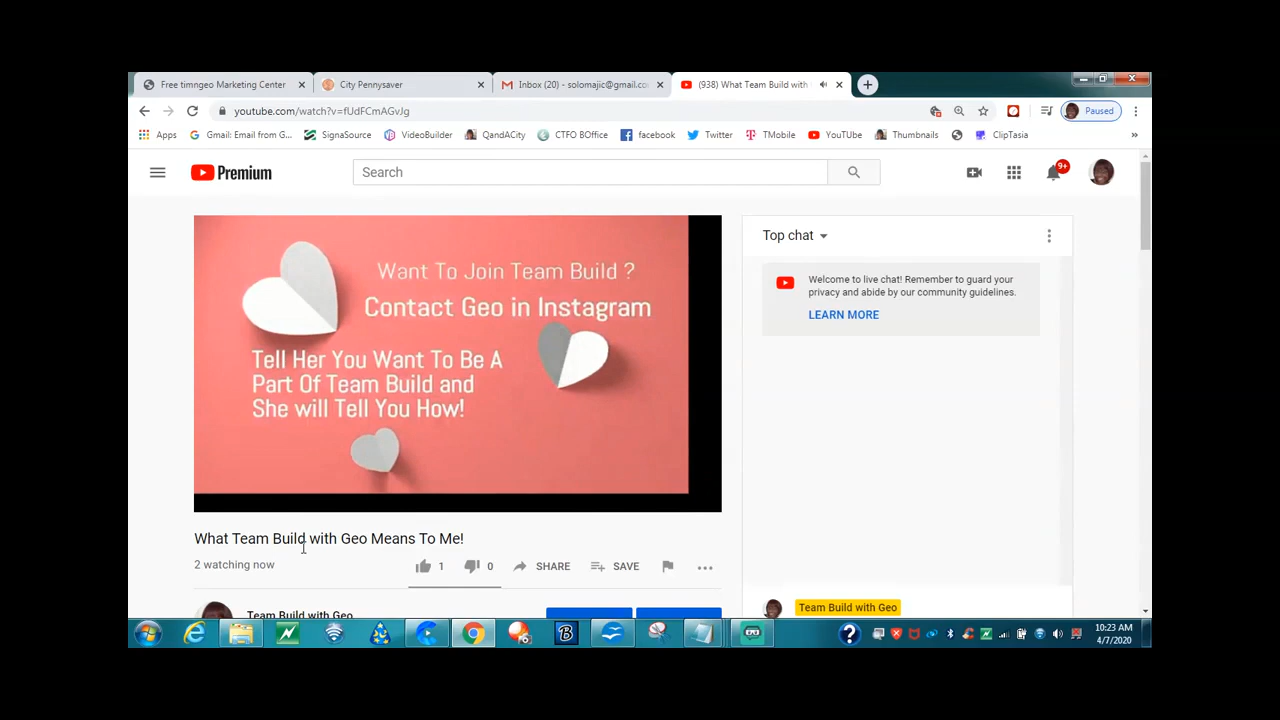 Free timngeo Marketing Center
City Pennysaver
Inbox (20) - solomajic@gmail.co
(938) What Team Build with
youtube.com/watch?v=fUdFCmAGvJg
Paused
Apps
Gmail: Email from G...
SignaSource
VideoBuilder
QandACity
CTFO BOffice
facebook
Twitter
TMobile
YouTUbe
Thumbnails
ClipTasia
»
Premium
Search
9+
Want To Join Team Build ?
Contact Geo in Instagram
Tell Her You Want To Be A
Part Of Team Build and
She will Tell You How!
Top chat
Welcome to live chat! Remember to guard your
privacy and abide by our community guidelines.
LEARN MORE
What Team Build with Geo Means To Me!
2 watching now
1
0
SHARE
SAVE
Team Build with Geo
Team Build with Geo
10:23 AM
4/7/2020